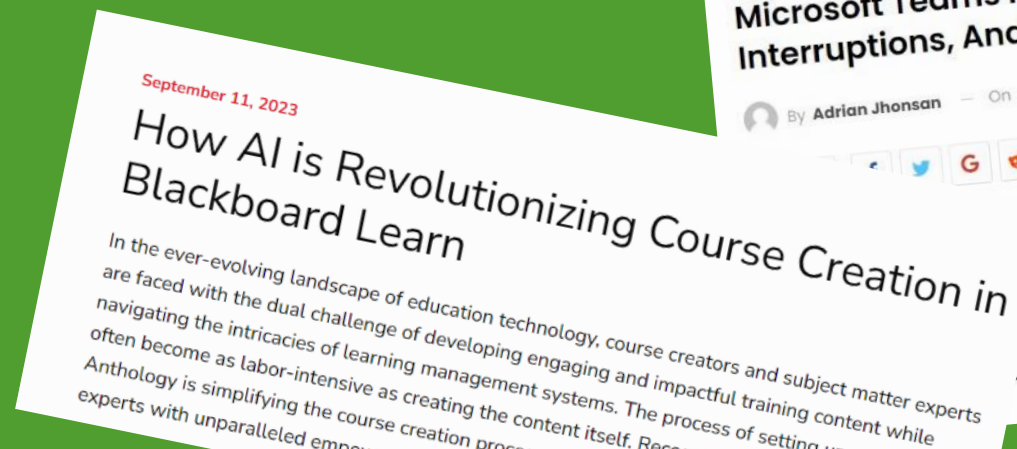 Microsoft Teams
Interruptions, And
By Adrian Jhonsan — On
G
September 11, 2023
How AI is Revolutionizing Course Creation in
Blackboard Learn
In the ever-evolving landscape of education technology, course creators and subject matter experts
are faced with the dual challenge of developing engaging and impactful training content while
navigating the intricacies of learning management systems. The process of setting
often become as labor-intensive as creating the content itself.
Anthology is simplifying the course creation
experts with unparalleled